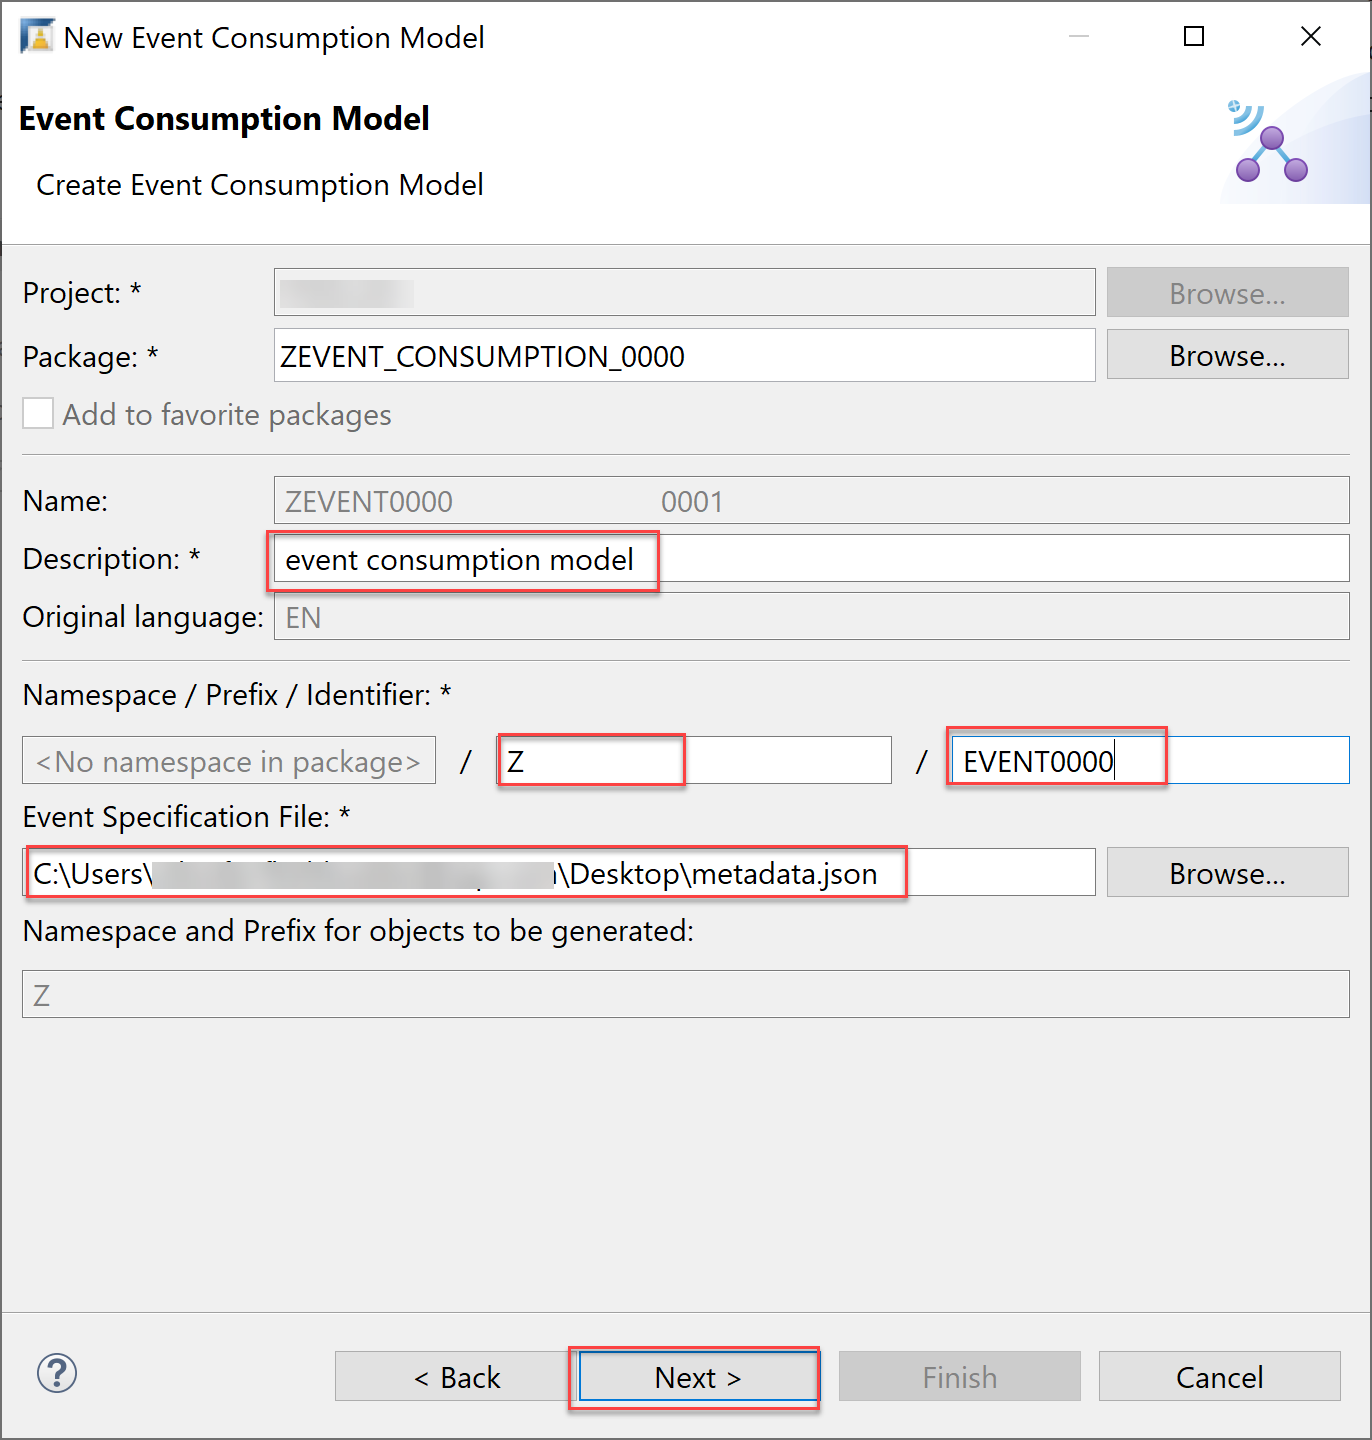 New Event Consumption Model
Event Consumption Model
Create Event Consumption Model
Project: * Browse...
Package: * ZEVENT_CONSUMPTION_0000 Browse...
Add to favorite packages
Name: ZEVENT0000 0001
Description: * event consumption model
Original language: EN
Namespace / Prefix / Identifier: *
<No namespace in package> / Z / EVENT0000
Event Specification File: *
C:\Users\ \Desktop\metadata.json Browse...
Namespace and Prefix for objects to be generated:
Z
? < Back Next > Finish Cancel